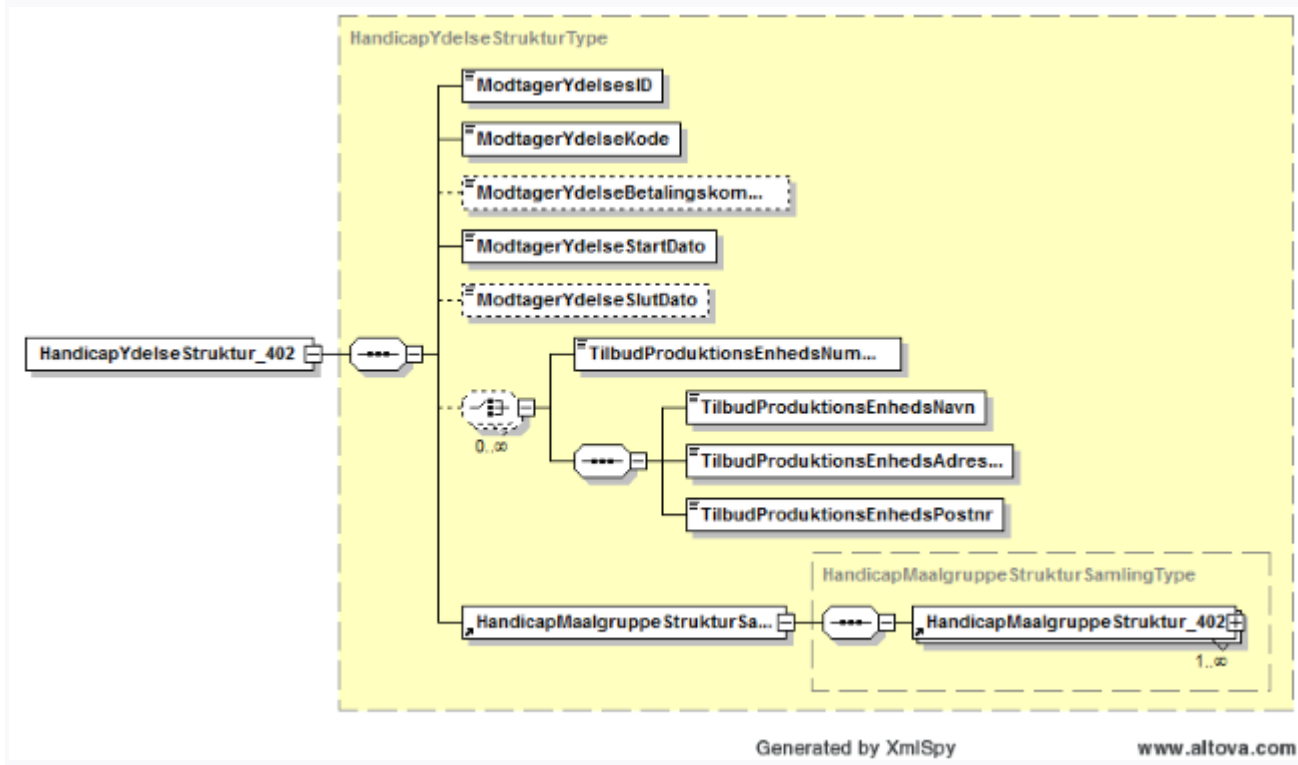 HandicapYdelseStrukturType
ModtagerYdelsesID
ModtagerYdelseKode
ModtagerYdelseBetalingskom...
ModtagerYdelseStartDato
ModtagerYdelseSlutDato
HandicapYdelseStruktur_402
TilbudProduktionsEnhedsNum...
0..∞
TilbudProduktionsEnhedsNavn
TilbudProduktionsEnhedsAdres...
TilbudProduktionsEnhedsPostnr
HandicapMaalgruppeStrukturSamlingType
HandicapMaalgruppeStrukturSa...
HandicapMaalgruppeStruktur_402
1..∞
Generated by XmlSpy www.altova.com